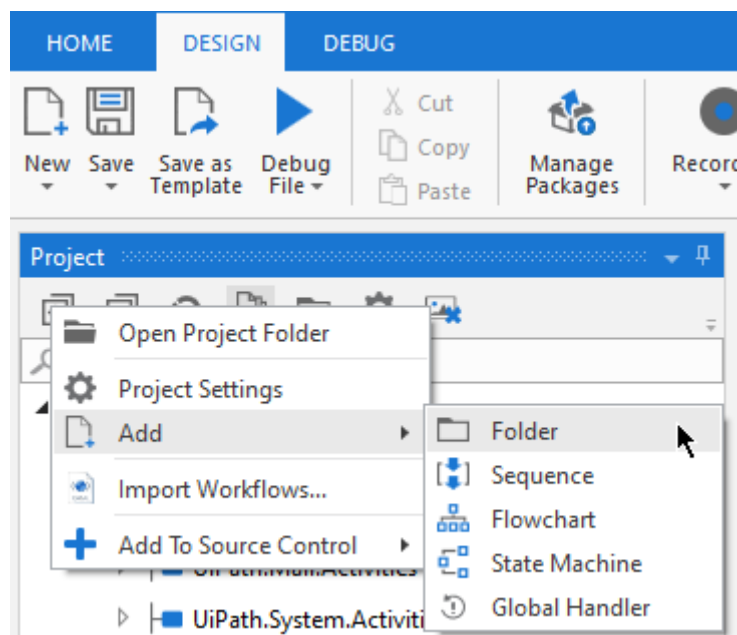 HOME DESIGN DEBUG
New Save Save as Template Debug File
Cut
Copy
Paste
Manage Packages
Project
Open Project Folder
Project Settings
Add
Import Workflows...
Add To Source Control
Folder
Sequence
Flowchart
State Machine
Global Handler
UiPath.System.Activiti